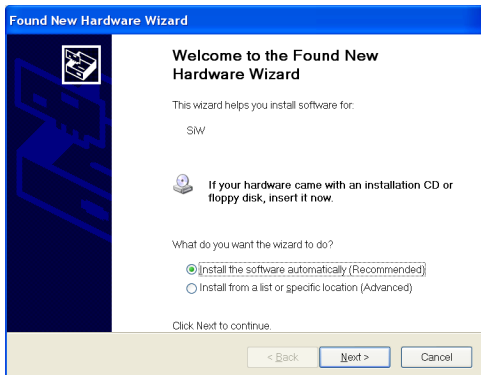 Found New Hardware Wizard
Welcome to the Found New
Hardware Wizard
This wizard helps you install software for:
SiW
If your hardware came with an installation CD or
floppy disk, insert it now.
What do you want the wizard to do?
Install the software automatically (Recommended)
Install from a list or specific location (Advanced)
Click Next to continue.
< Back
Next >
Cancel